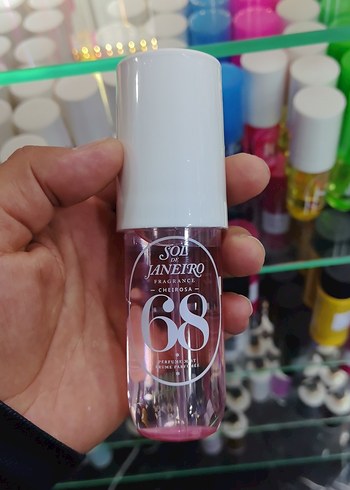 SOL
DE
JANEIRO
FRAGRANCE
CHEIROSA
68
PERFUME MIST
BRUME PARFUMÉE